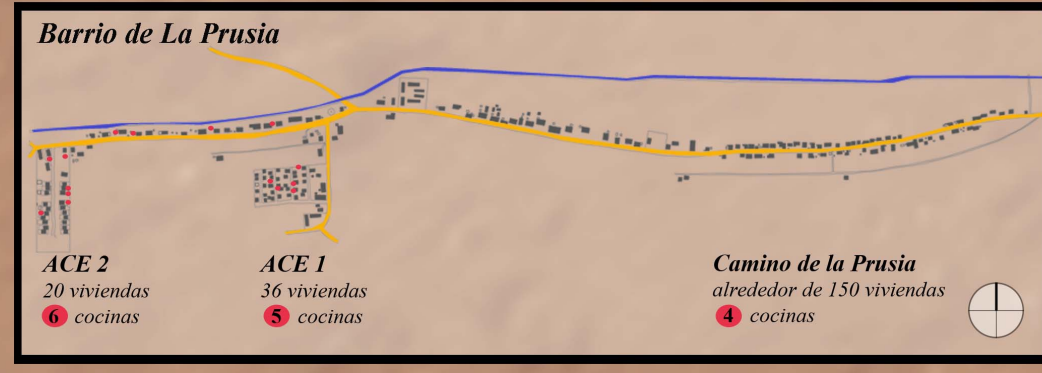 Barrio de La Prusia
ACE 2
20 viviendas
6 cocinas
ACE 1
36 viviendas
5 cocinas
Camino de la Prusia
alrededor de 150 viviendas
4 cocinas